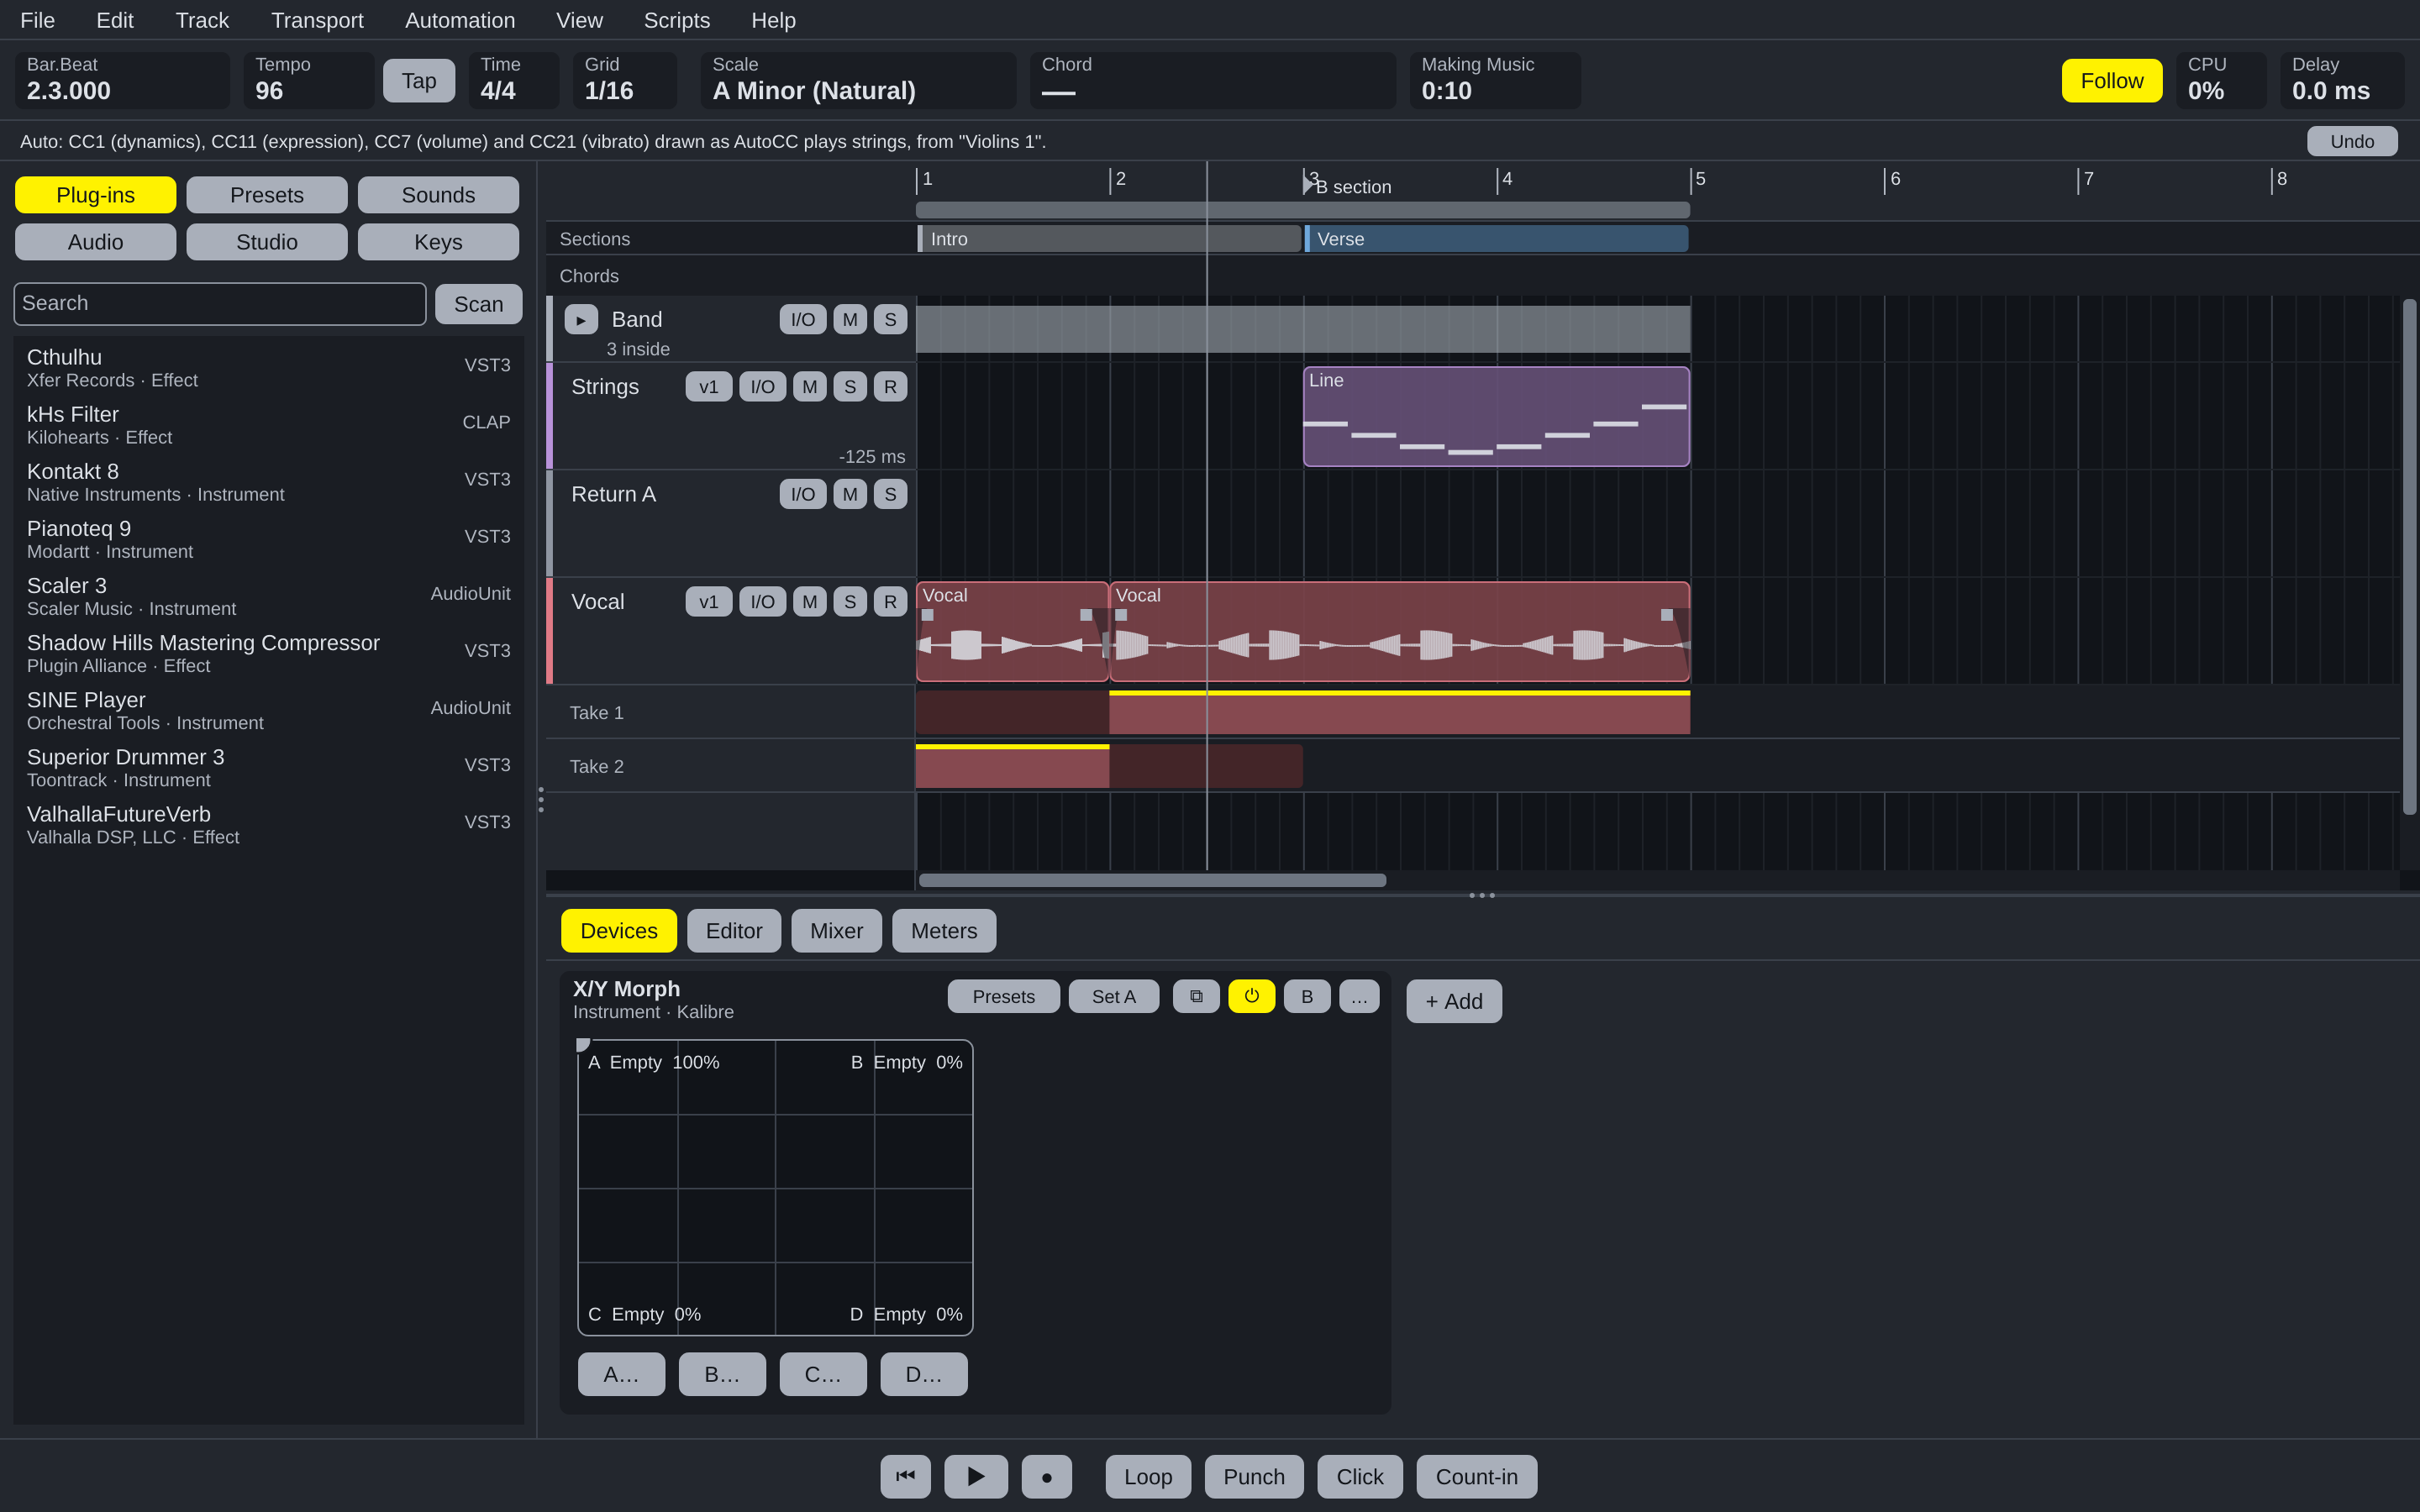 File Edit Track Transport Automation View Scripts Help
Bar.Beat Tempo Time Grid Scale Chord Making Music CPU Delay
2.3.000 96 Tap 4/4 1/16 A Minor (Natural) — 0:10 Follow 0% 0.0 ms
Auto: CC1 (dynamics), CC11 (expression), CC7 (volume) and CC21 (vibrato) drawn as AutoCC plays strings, from "Violins 1". Undo
Plug-ins Presets Sounds
Audio Studio Keys
Search Scan
Cthulhu
Xfer Records · Effect
VST3
kHs Filter
Kilohearts · Effect
CLAP
Kontakt 8
Native Instruments · Instrument
VST3
Pianoteq 9
Modartt · Instrument
VST3
Scaler 3
Scaler Music · Instrument
AudioUnit
Shadow Hills Mastering Compressor
Plugin Alliance · Effect
VST3
SINE Player
Orchestral Tools · Instrument
AudioUnit
Superior Drummer 3
Toontrack · Instrument
VST3
ValhallaFutureVerb
Valhalla DSP, LLC · Effect
VST3
1 2 3 4 5 6 7 8
B section
Sections Intro Verse
Chords
Band I/O M S
3 inside
Strings v1 I/O M S R
-125 ms
Line
Return A I/O M S
Vocal v1 I/O M S R
Vocal Vocal
Take 1
Take 2
Devices Editor Mixer Meters
X/Y Morph
Instrument · Kalibre
Presets Set A B …
+ Add
A Empty 100% B Empty 0%
C Empty 0% D Empty 0%
A… B… C… D…
Loop Punch Click Count-in